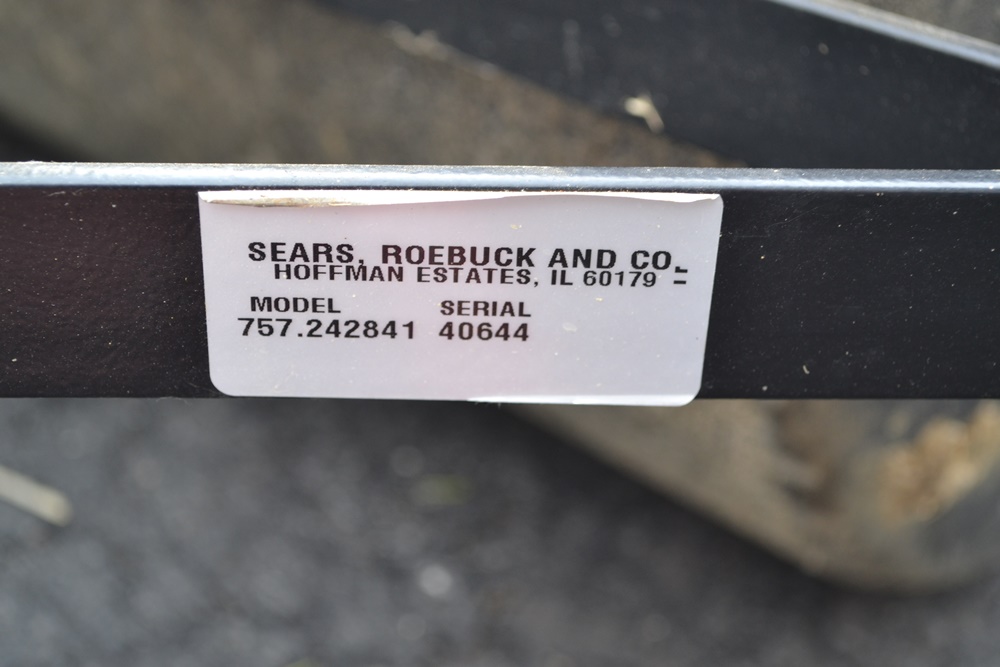 SEARS, ROEBUCK AND CO.
HOFFMAN ESTATES, IL 60179
MODEL SERIAL
757.242841 40644